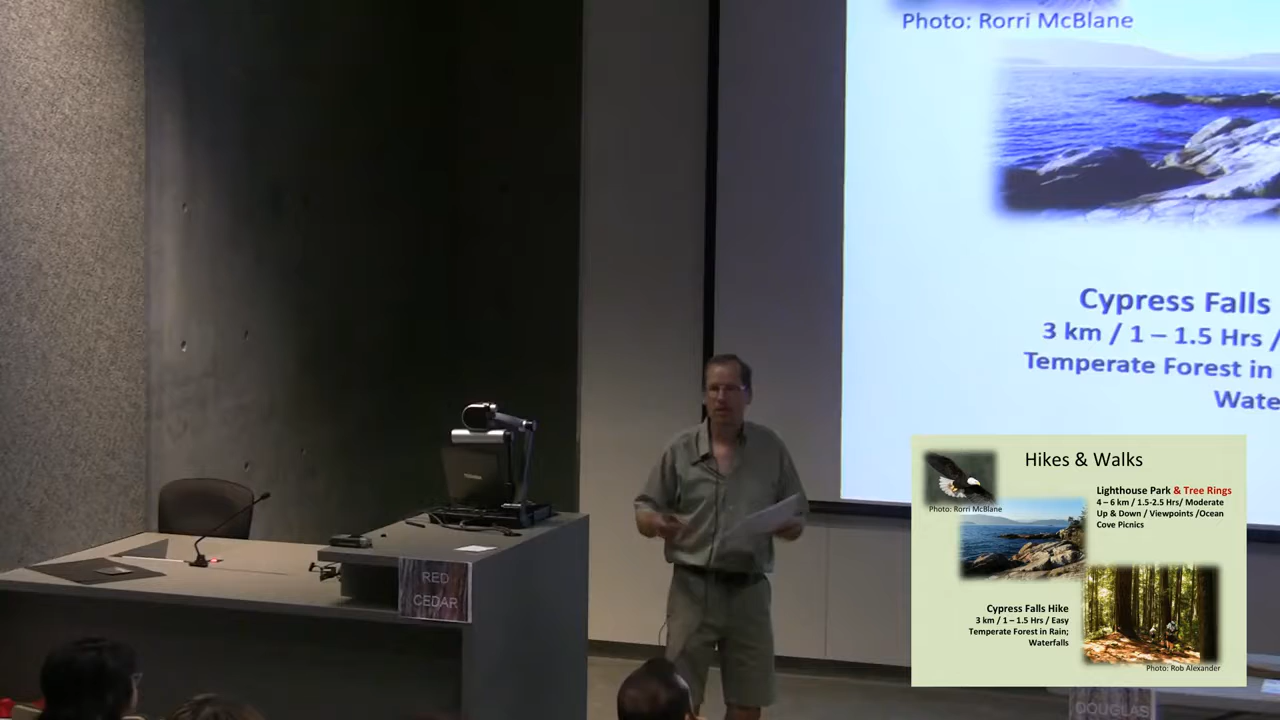 Photo: Rorri McBlane
Cypress Falls
3 km / 1 – 1.5 Hrs /
Temperate Forest in
Wate
TOSHIBA
RED
CEDAR
Hikes & Walks
Photo: Rorri McBlane
Lighthouse Park & Tree Rings
4 – 6 km / 1.5-2.5 Hrs/ Moderate
Up & Down / Viewpoints /Ocean
Cove Picnics
Cypress Falls Hike
3 km / 1 – 1.5 Hrs / Easy
Temperate Forest in Rain;
Waterfalls
Photo: Rob Alexander
DOUGLAS